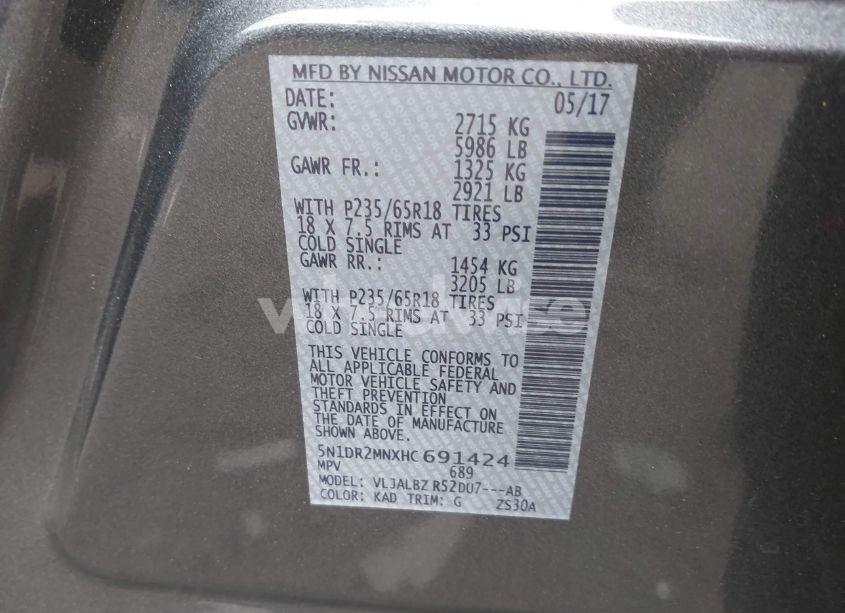 MFD BY NISSAN MOTOR CO., LTD.
DATE: 05/17
GVWR: 2715 KG
5986 LB
GAWR FR.: 1325 KG
2921 LB
WITH P235/65R18 TIRES
18 X 7.5 RIMS AT 33 PSI
COLD SINGLE
GAWR RR.: 1454 KG
3205 LB
WITH P235/65R18 TIRES
18 X 7.5 RIMS AT 33 PSI
COLD SINGLE
THIS VEHICLE CONFORMS TO
ALL APPLICABLE FEDERAL
MOTOR VEHICLE SAFETY AND
THEFT PREVENTION
STANDARDS IN EFFECT ON
THE DATE OF MANUFACTURE
SHOWN ABOVE.
5N1DR2MNXHC691424
MPV 689
MODEL: VLJALBZ R52DU7---AB
COLOR: KAD TRIM: G ZS30A